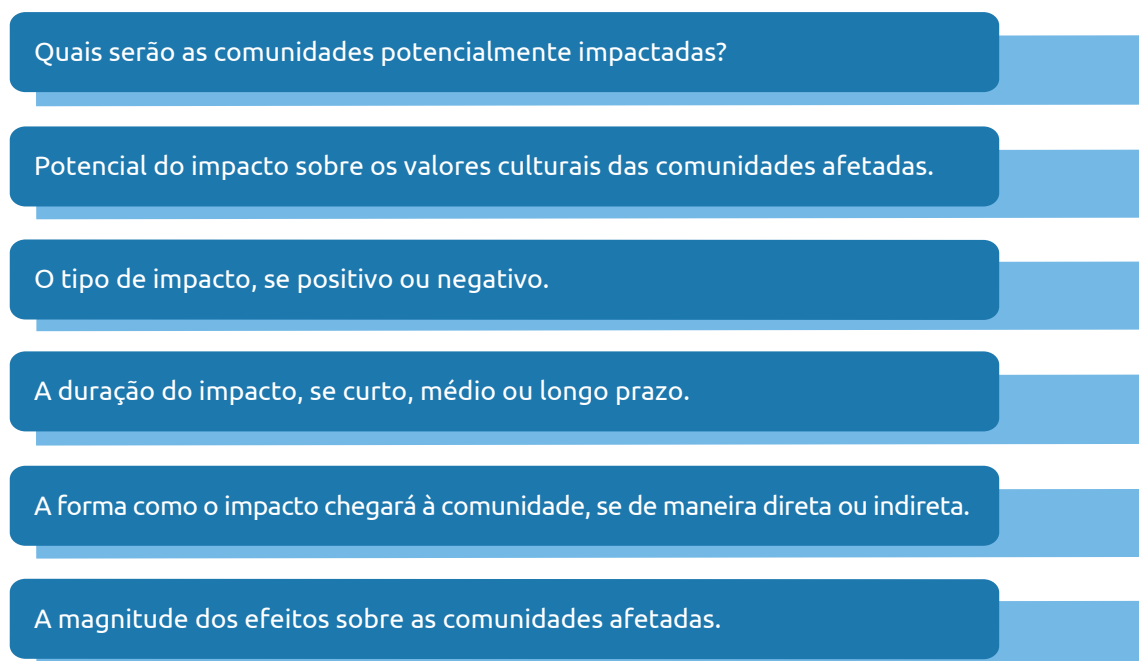 Quais serão as comunidades potencialmente impactadas?
Potencial do impacto sobre os valores culturais das comunidades afetadas.
O tipo de impacto, se positivo ou negativo.
A duração do impacto, se curto, médio ou longo prazo.
A forma como o impacto chegará à comunidade, se de maneira direta ou indireta.
A magnitude dos efeitos sobre as comunidades afetadas.